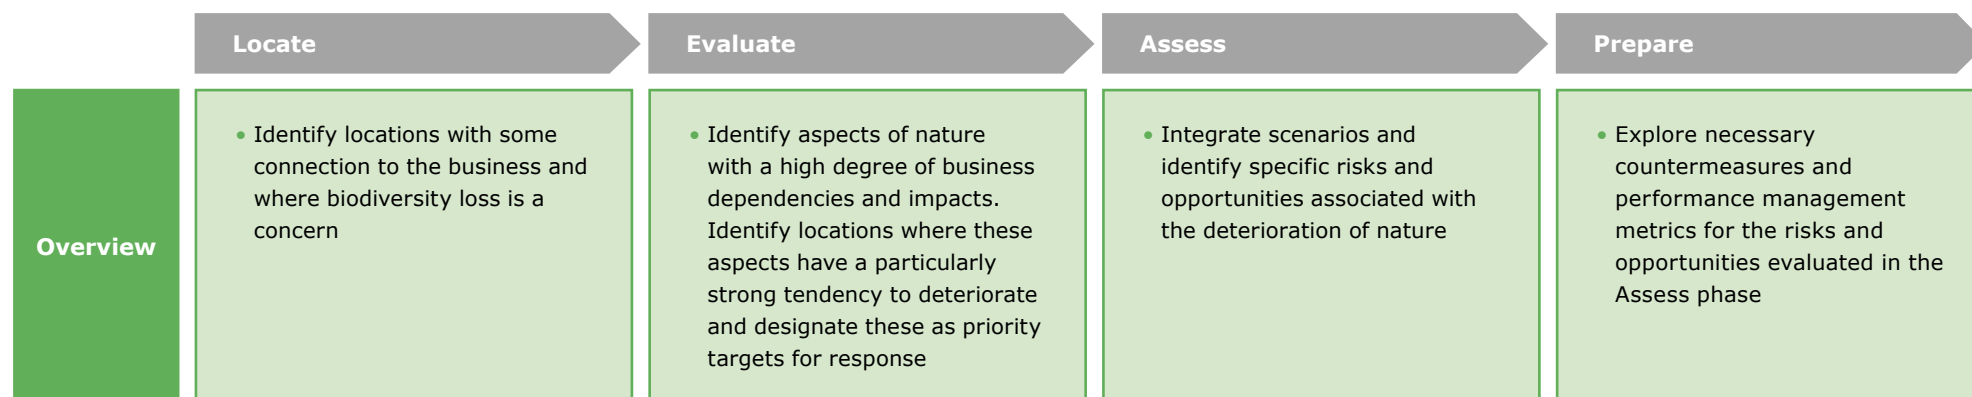 Locate
Evaluate
Assess
Prepare
Overview
• Identify locations with some
connection to the business and
where biodiversity loss is a
concern
• Identify aspects of nature
with a high degree of business
dependencies and impacts.
Identify locations where these
aspects have a particularly
strong tendency to deteriorate
and designate these as priority
targets for response
• Integrate scenarios and
identify specific risks and
opportunities associated with
the deterioration of nature
• Explore necessary
countermeasures and
performance management
metrics for the risks and
opportunities evaluated in the
Assess phase